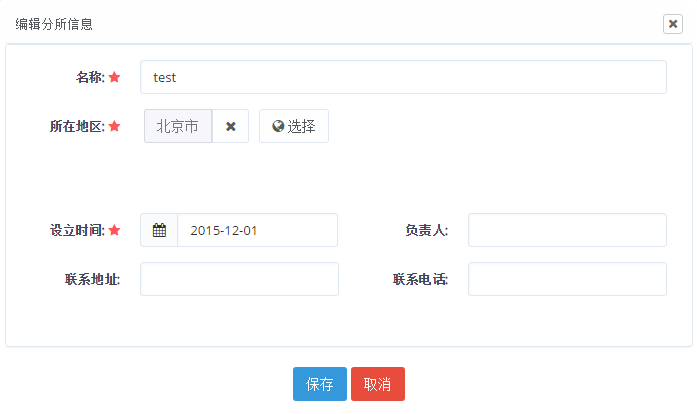 编辑分所信息
名称: test
所在地区: 北京市 选择
设立时间: 2015-12-01 负责人:
联系地址: 联系电话:
保存 取消